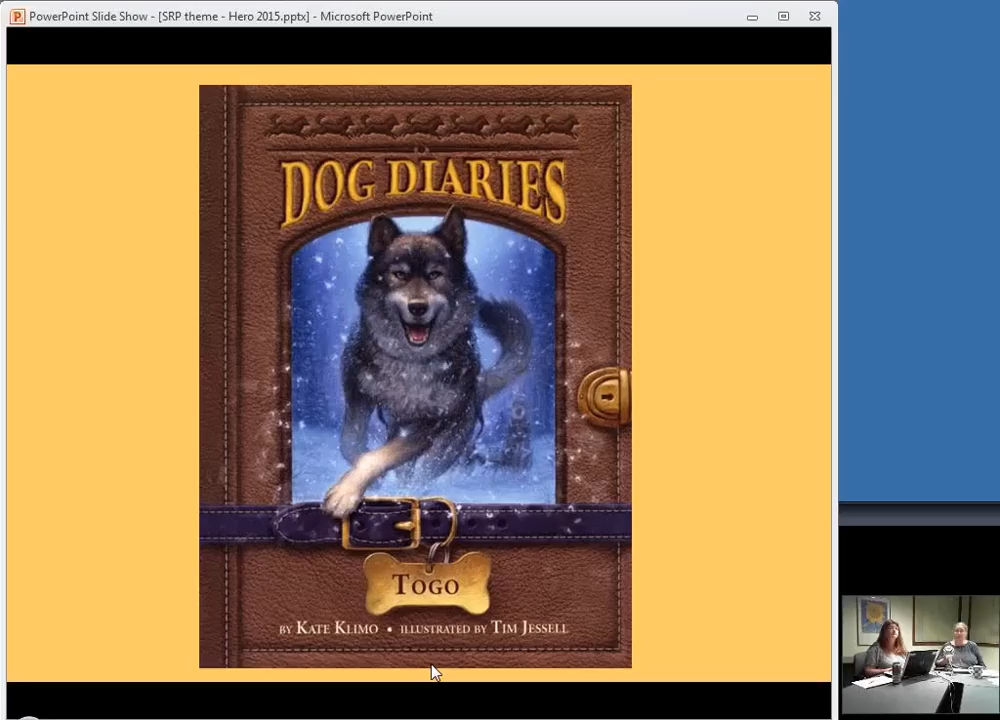 PowerPoint Slide Show - [SRP theme - Hero 2015.pptx] - Microsoft PowerPoint
DOG DIARIES
TOGO
BY KATE KLIMO • ILLUSTRATED BY TIM JESSELL